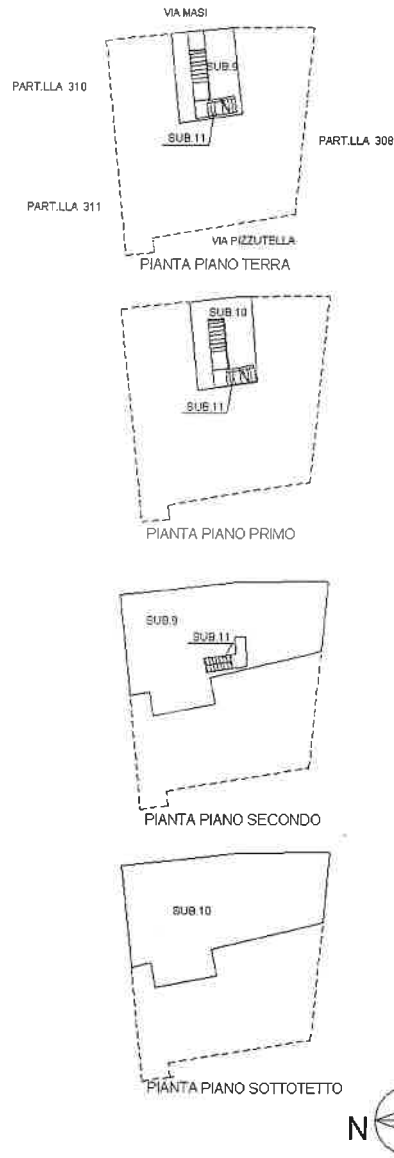 VIA MASI
SUB.9
PART.LLA 310
SUB.11
PART.LLA 308
PART.LLA 311
VIA PIZZUTELLA
PIANTA PIANO TERRA
SUB.10
SUB.11
PIANTA PIANO PRIMO
SUB.9
SUB.11
PIANTA PIANO SECONDO
SUB.10
PIANTA PIANO SOTTOTETTO
N